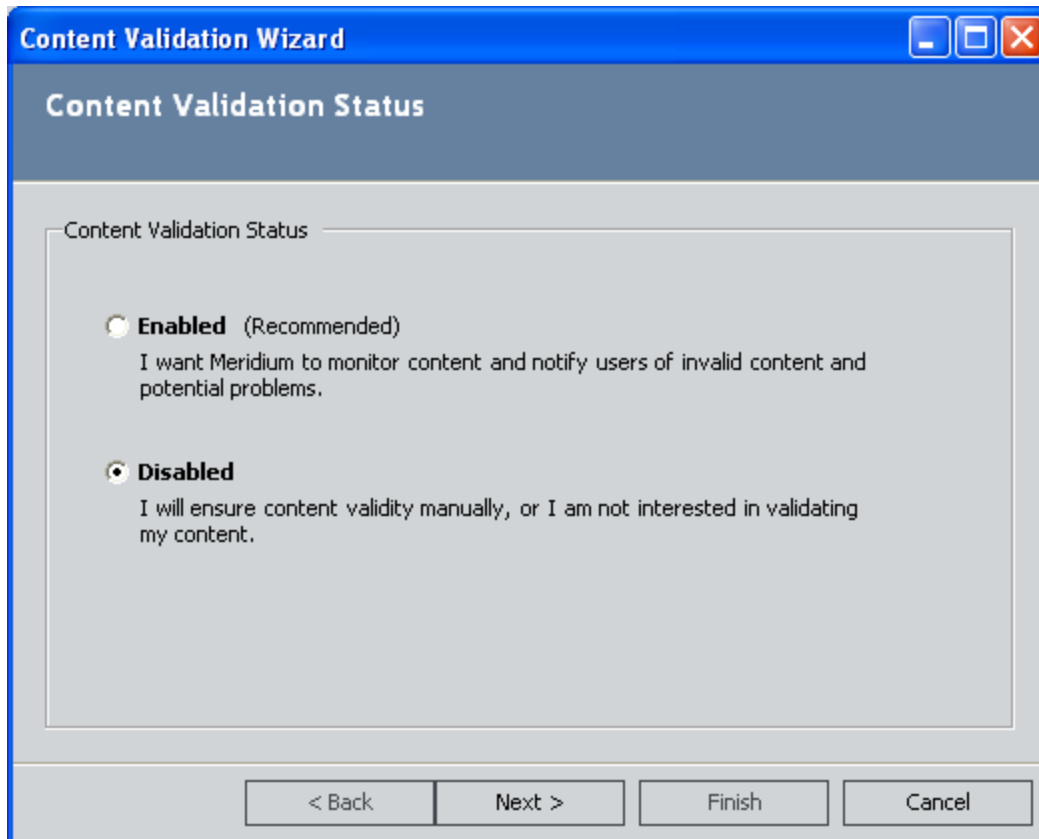 Content Validation Wizard
Content Validation Status
Content Validation Status
Enabled (Recommended)
I want Meridium to monitor content and notify users of invalid content and
potential problems.
Disabled
I will ensure content validity manually, or I am not interested in validating
my content.
< Back Next > Finish Cancel